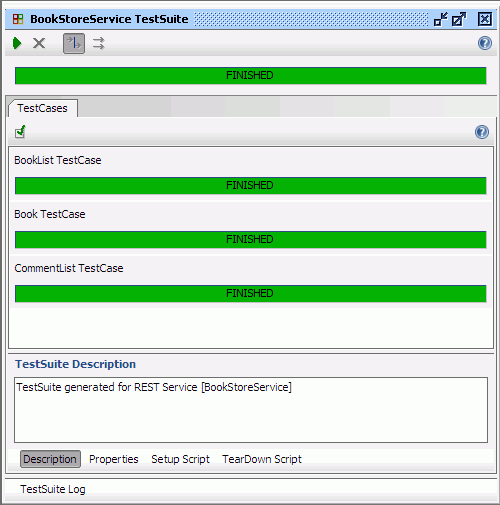 BookStoreService TestSuite
FINISHED
TestCases
BookList TestCase
FINISHED
Book TestCase
FINISHED
CommentList TestCase
FINISHED
TestSuite Description
TestSuite generated for REST Service [BookStoreService]
Description Properties Setup Script TearDown Script
TestSuite Log